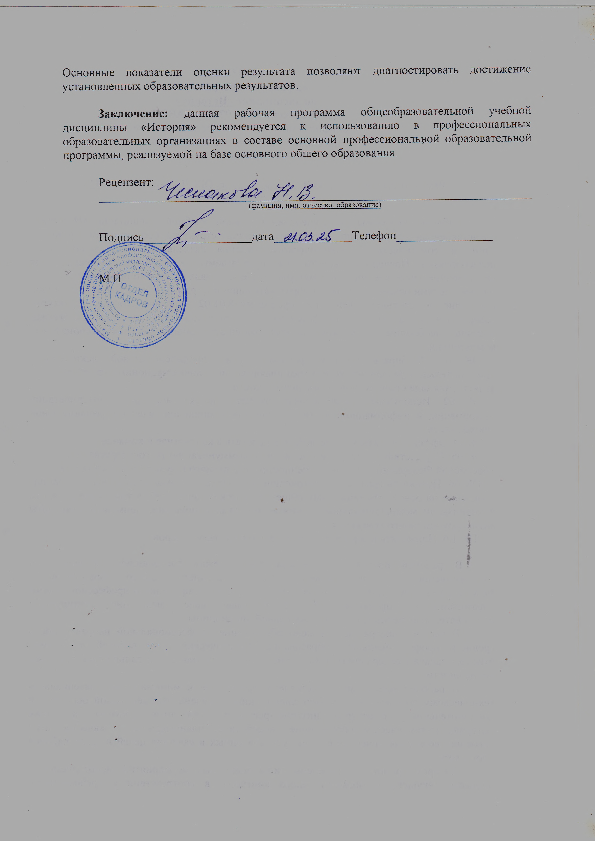 Основные показатели оценки результата позволяют диагностировать достижение
установленных образовательных результатов.
Заключение: данная рабочая программа общеобразовательной учебной
дисциплины «История» рекомендуется к использованию в профессиональных
образовательных организациях в составе основной профессиональной образовательной
программы, реализуемой на базе основного общего образования
Рецензент: Н.В.
(фамилия, имя, отчество, образование)
Подпись дата 21.03.25 Телефон
М.П.
ОТДЕЛ
КАДРОВ